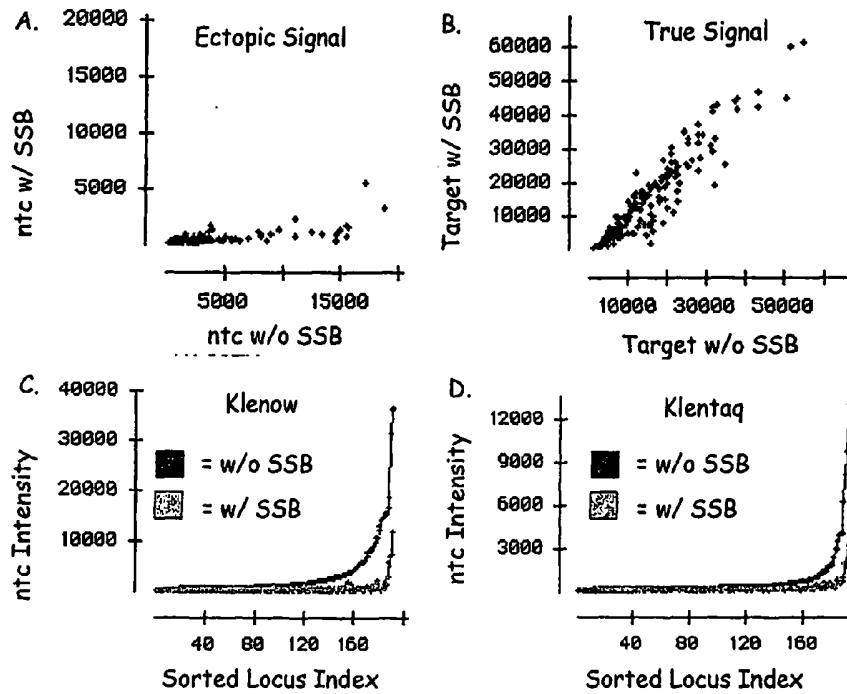 A.
Ectopic Signal
20000
15000
10000
5000
ntc w/ SSB
5000
15000
ntc w/o SSB
B.
True Signal
60000
50000
40000
30000
20000
10000
Target w/ SSB
10000
30000
50000
Target w/o SSB
C.
Klenow
40000
30000
20000
10000
ntc Intensity
= w/o SSB
= w/ SSB
40
80
120
160
Sorted Locus Index
D.
Klentaq
12000
9000
6000
3000
ntc Intensity
= w/o SSB
= w/ SSB
40
80
120
160
Sorted Locus Index